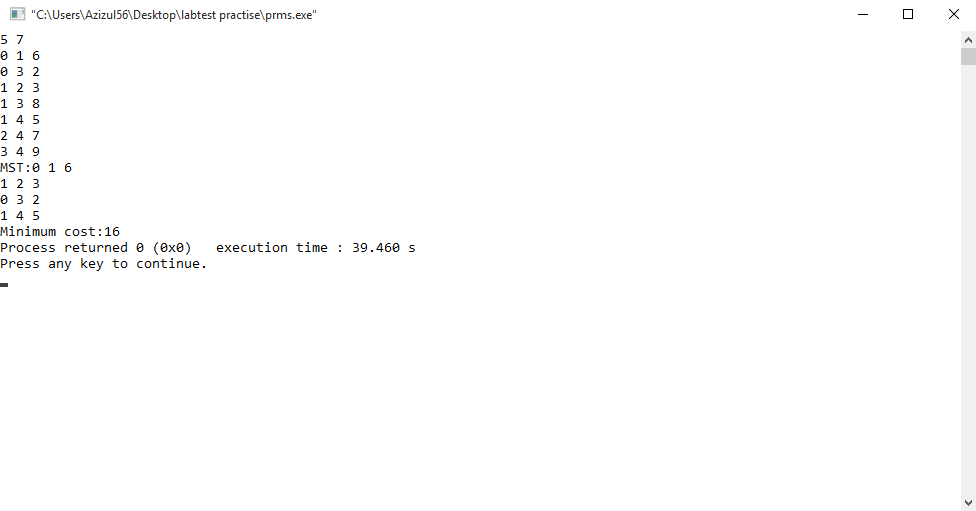 "C:\Users\Azizul56\Desktop\labtest practise\prms.exe"
5 7
0 1 6
0 3 2
1 2 3
1 3 8
1 4 5
2 4 7
3 4 9
MST:0 1 6
1 2 3
0 3 2
1 4 5
Minimum cost:16
Process returned 0 (0x0)   execution time : 39.460 s
Press any key to continue.